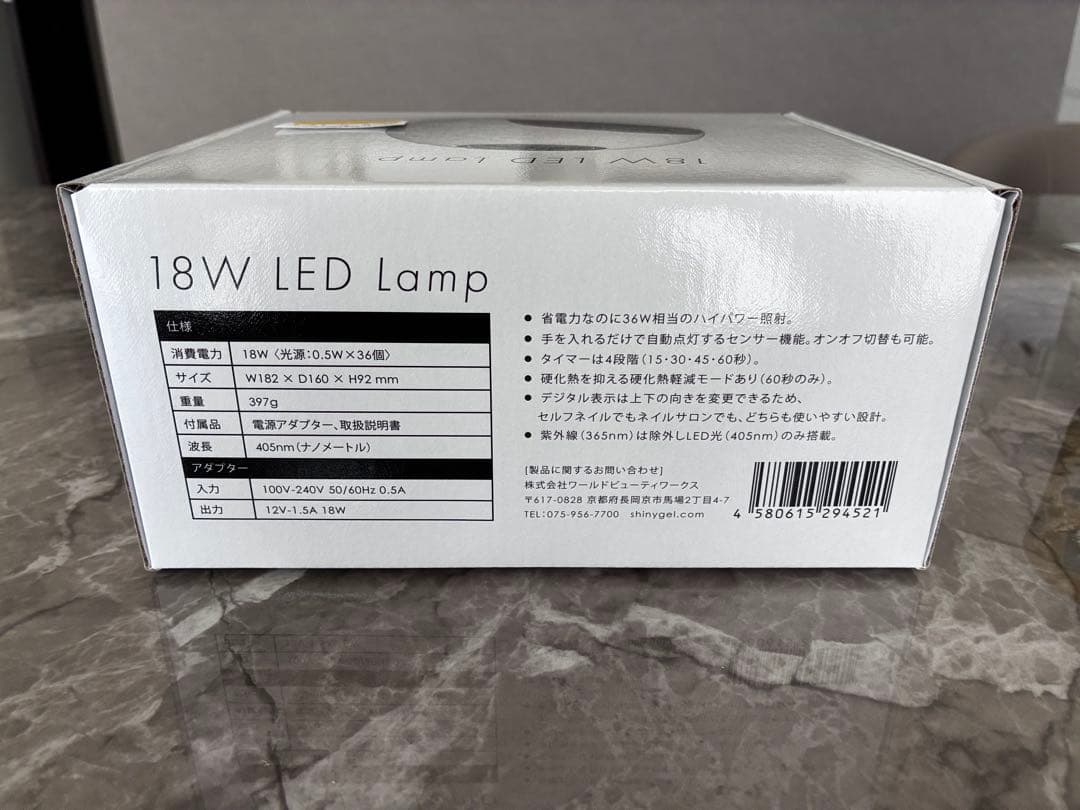 18W LED Lamp
18W LED Lamp
仕様
消費電力 18W〈光源:0.5W×36個〉
サイズ W182 × D160 × H92 mm
重量 397g
付属品 電源アダプター、取扱説明書
波長 405nm(ナノメートル)
アダプター
入力 100V-240V 50/60Hz 0.5A
出力 12V-1.5A 18W
● 省電力なのに36W相当のハイパワー照射。
● 手を入れるだけで自動点灯するセンサー機能。オンオフ切替も可能。
● タイマーは4段階(15・30・45・60秒)。
● 硬化熱を抑える硬化熱軽減モードあり(60秒のみ)。
● デジタル表示は上下の向きを変更できるため、
セルフネイルでもネイルサロンでも、どちらも使いやすい設計。
● 紫外線(365nm)は除外しLED光(405nm)のみ搭載。
[製品に関するお問い合わせ]
株式会社ワールドビューティワークス
〒617-0828 京都府長岡京市馬場2丁目4-7
TEL:075-956-7700 shinygel.com
4 580615 294521